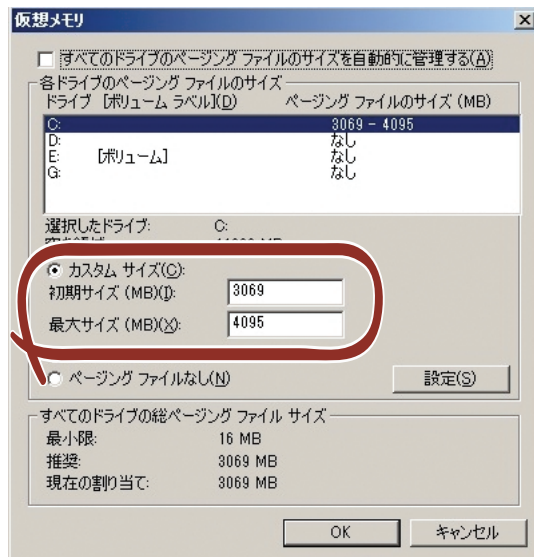 仮想メモリ
すべてのドライブのページング ファイルのサイズを自動的に管理する(A)
各ドライブのページング ファイルのサイズ
ドライブ [ボリューム ラベル](D) ページング ファイルのサイズ (MB)
C: 3069 - 4095
D: なし
E: [ボリューム] なし
G: なし
選択したドライブ: C:
カスタム サイズ(C):
初期サイズ (MB)(I): 3069
最大サイズ (MB)(X): 4095
ページング ファイルなし(N) 設定(S)
すべてのドライブの総ページング ファイル サイズ
最小限: 16 MB
推奨: 3069 MB
現在の割り当て: 3069 MB
OK キャンセル